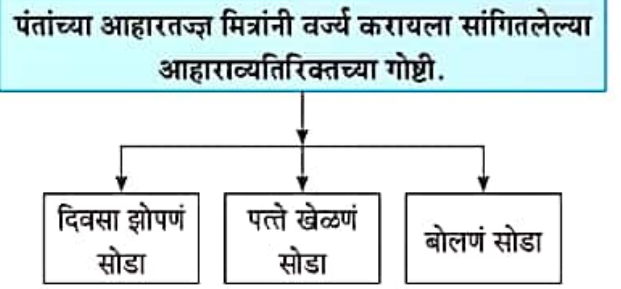 पंतांच्या आहारतज्ज्ञ मित्रांनी वर्ज्य करायला सांगितलेल्या
आहाराव्यतिरिक्तच्या गोष्टी.
दिवसा झोपणं
सोडा
पत्ते खेळणं
सोडा
बोलणं सोडा